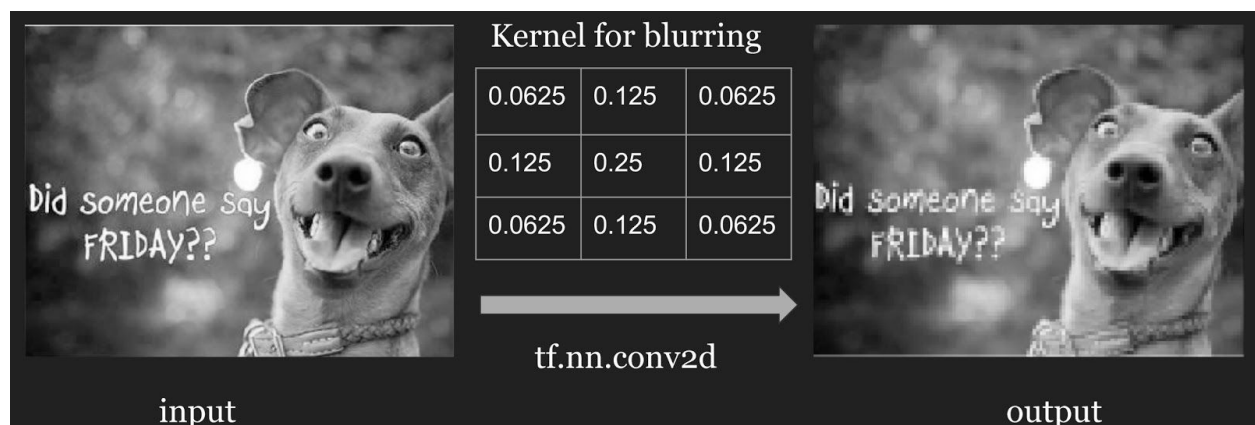 Kernel for blurring
Did someone say
FRIDAY??
0.0625 0.125 0.0625
0.125 0.25 0.125
0.0625 0.125 0.0625
tf.nn.conv2d
Did someone say
FRIDAY??
input
output